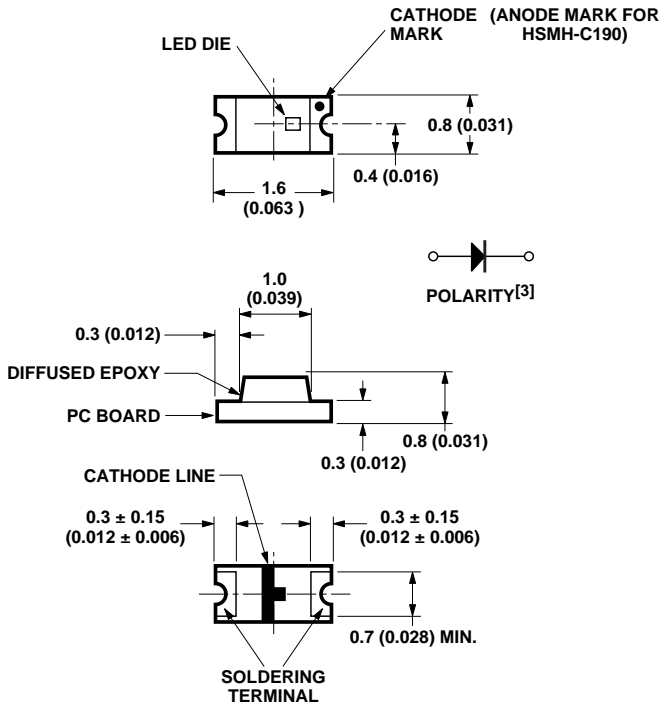 CATHODE MARK (ANODE MARK FOR HSMH-C190)
LED DIE
0.8 (0.031)
0.4 (0.016)
1.6
(0.063 )
POLARITY[3]
1.0
(0.039)
0.3 (0.012)
DIFFUSED EPOXY
PC BOARD
0.8 (0.031)
0.3 (0.012)
CATHODE LINE
0.3 ± 0.15
(0.012 ± 0.006)
0.3 ± 0.15
(0.012 ± 0.006)
0.7 (0.028) MIN.
SOLDERING
TERMINAL